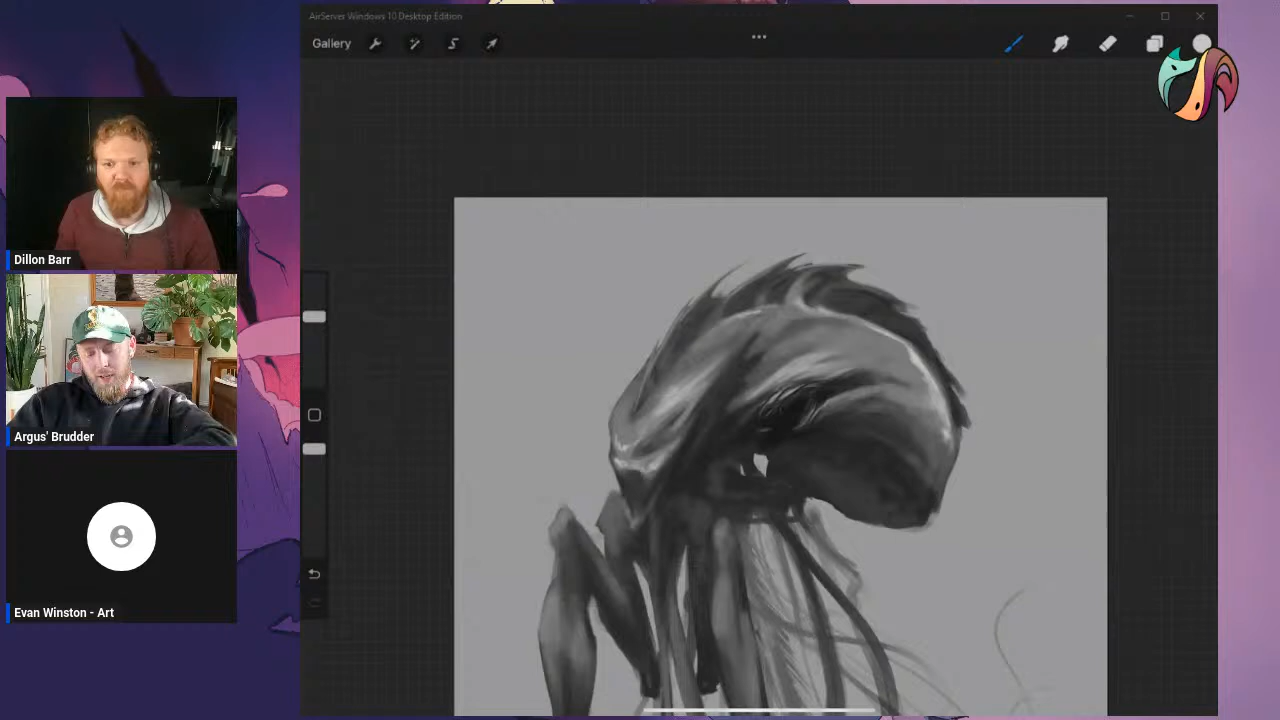 AirServer Windows 10 Desktop Edition
Gallery
Dillon Barr
Argus' Brudder
Evan Winston - Art